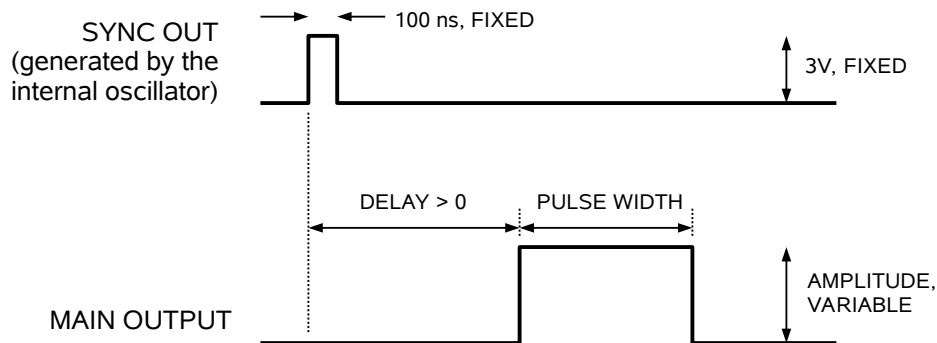 100 ns, FIXED
SYNC OUT
(generated by the
internal oscillator)
3V, FIXED
DELAY > 0
PULSE WIDTH
AMPLITUDE,
VARIABLE
MAIN OUTPUT